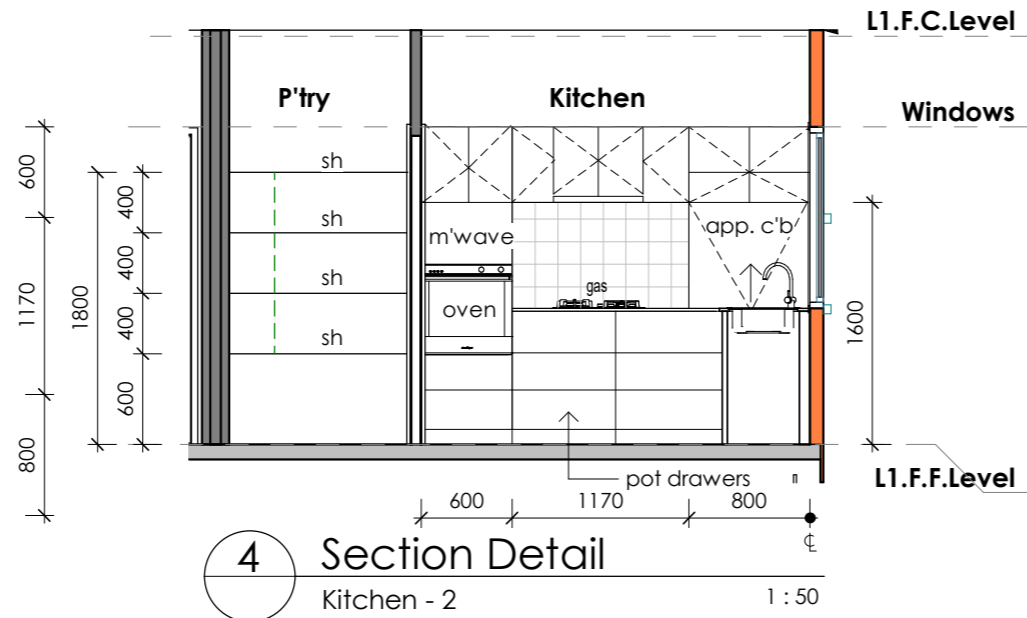 L1.F.C.Level
P'try
Kitchen
Windows
600
1170
800
1800
400
400
400
600
sh
sh
sh
sh
m'wave
oven
gas
app. c'b
1600
pot drawers
L1.F.F.Level
600
1170
800
℄
4
Section Detail
Kitchen - 2
1 : 50